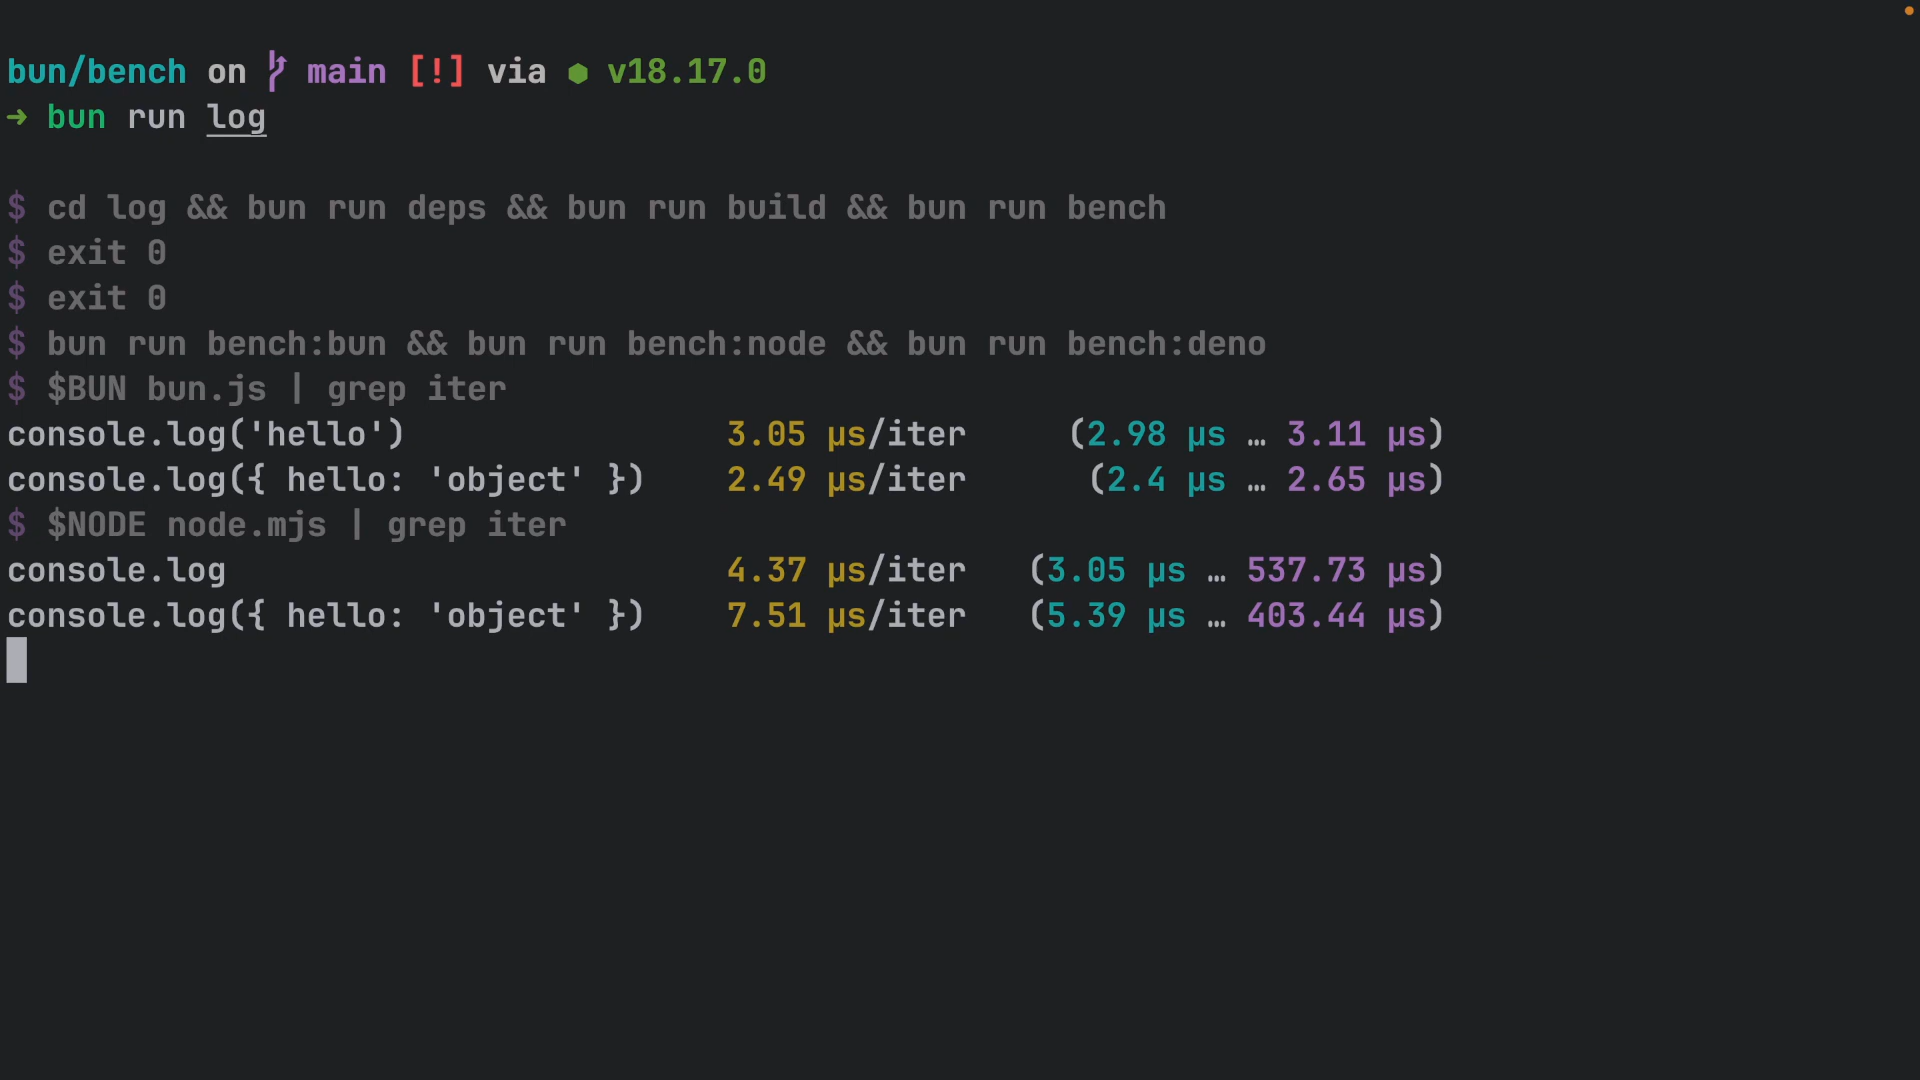 bun/bench on main [!] via ⬢ v18.17.0
➜ bun run log
$ cd log && bun run deps && bun run build && bun run bench
$ exit 0
$ exit 0
$ bun run bench:bun && bun run bench:node && bun run bench:deno
$ $BUN bun.js | grep iter
console.log('hello') 3.05 µs/iter (2.98 µs … 3.11 µs)
console.log({ hello: 'object' }) 2.49 µs/iter (2.4 µs … 2.65 µs)
$ $NODE node.mjs | grep iter
console.log 4.37 µs/iter (3.05 µs … 537.73 µs)
console.log({ hello: 'object' }) 7.51 µs/iter (5.39 µs … 403.44 µs)